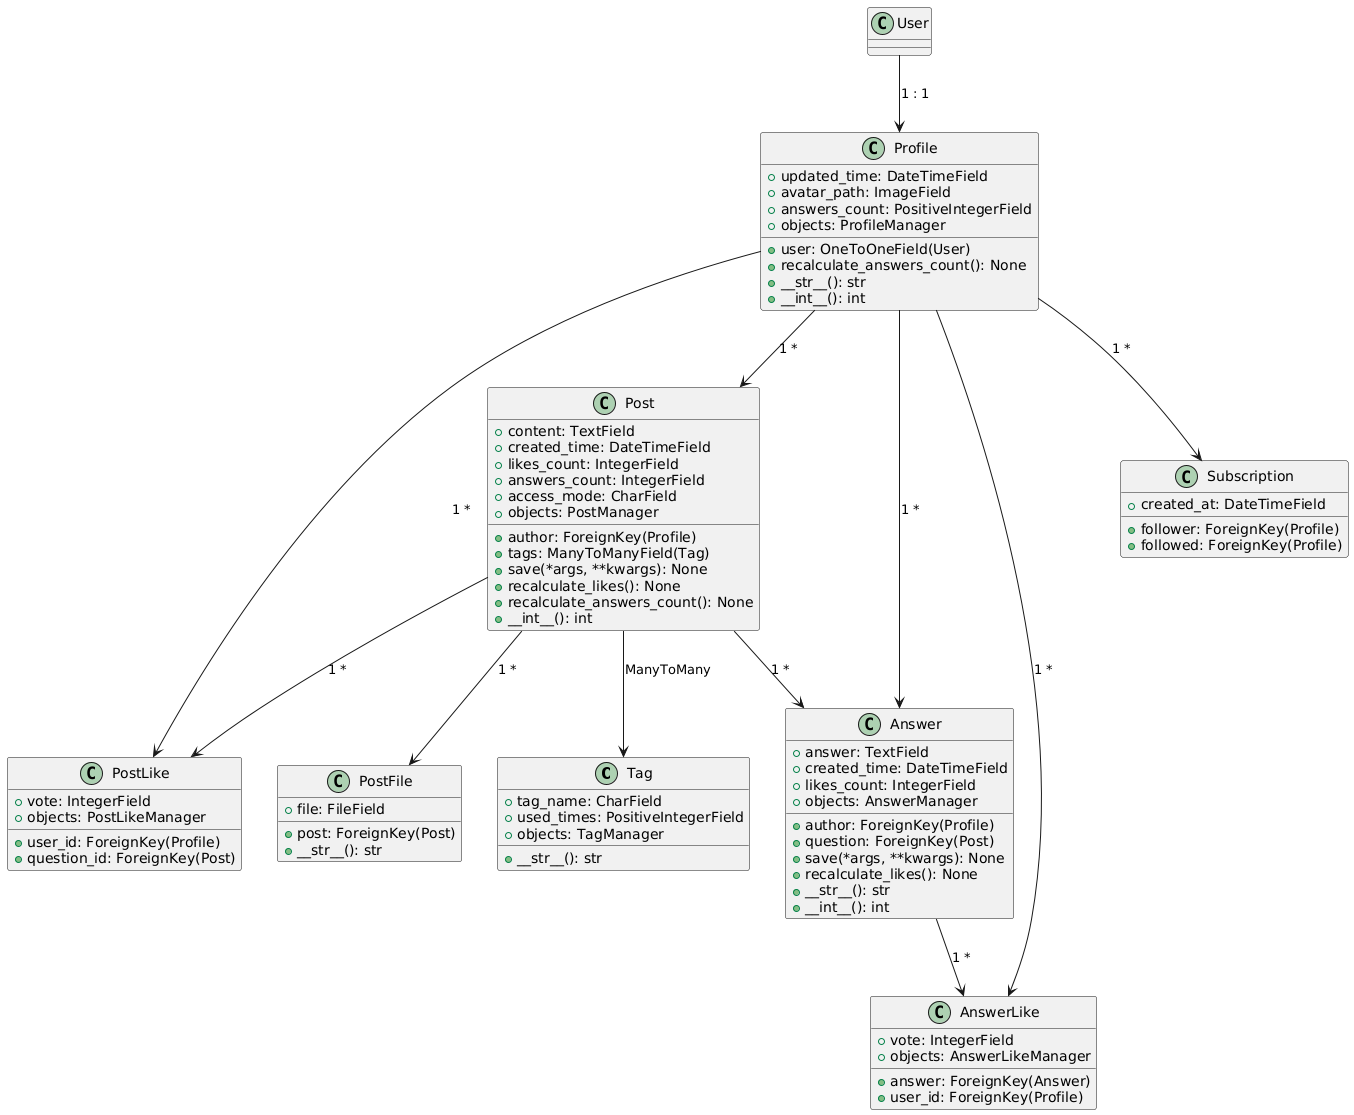 C User
1 : 1
C Profile
updated_time: DateTimeField
avatar_path: ImageField
answers_count: PositiveIntegerField
objects: ProfileManager
user: OneToOneField(User)
recalculate_answers_count(): None
__str__(): str
__int__(): int
1 *
1 *
C Post
content: TextField
created_time: DateTimeField
likes_count: IntegerField
answers_count: IntegerField
access_mode: CharField
objects: PostManager
author: ForeignKey(Profile)
tags: ManyToManyField(Tag)
save(*args, **kwargs): None
recalculate_likes(): None
recalculate_answers_count(): None
__int__(): int
C Subscription
created_at: DateTimeField
follower: ForeignKey(Profile)
followed: ForeignKey(Profile)
1 *
1 *
1 *
1 *
ManyToMany
1 *
1 *
C PostLike
vote: IntegerField
objects: PostLikeManager
user_id: ForeignKey(Profile)
question_id: ForeignKey(Post)
C PostFile
file: FileField
post: ForeignKey(Post)
__str__(): str
C Tag
tag_name: CharField
used_times: PositiveIntegerField
objects: TagManager
__str__(): str
C Answer
answer: TextField
created_time: DateTimeField
likes_count: IntegerField
objects: AnswerManager
author: ForeignKey(Profile)
question: ForeignKey(Post)
save(*args, **kwargs): None
recalculate_likes(): None
__str__(): str
__int__(): int
1 *
C AnswerLike
vote: IntegerField
objects: AnswerLikeManager
answer: ForeignKey(Answer)
user_id: ForeignKey(Profile)